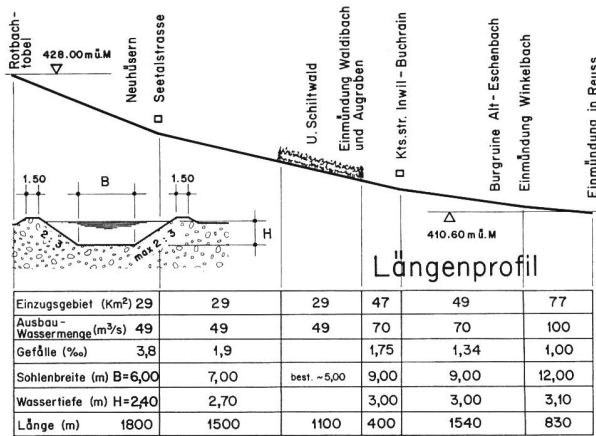 Rotbach-
tobel
428.00 m ü.M
Neuhüsern
Seetalstrasse
U. Schiltwald
Einmündung Waldibach
und Augraben
Kts.str. Inwil - Buchrain
Burgruine Alt - Eschenbach
Einmündung Winkelbach
Einmündung in Reuss
1.50 B 1.50
2 : 3
max 2 : 3
H
410.60 m ü.M
Längenprofil
Einzugsgebiet (Km²) 29 29 29 47 49 77
Ausbau-
Wassermenge (m³/s) 49 49 49 70 70 100
Gefälle (‰) 3,8 1,9 1,75 1,34 1,00
Sohlenbreite (m) B=6,00 7,00 best. ~5,00 9,00 9,00 12,00
Wassertiefe (m) H=2,40 2,70 3,00 3,00 3,10
Länge (m) 1800 1500 1100 400 1540 830